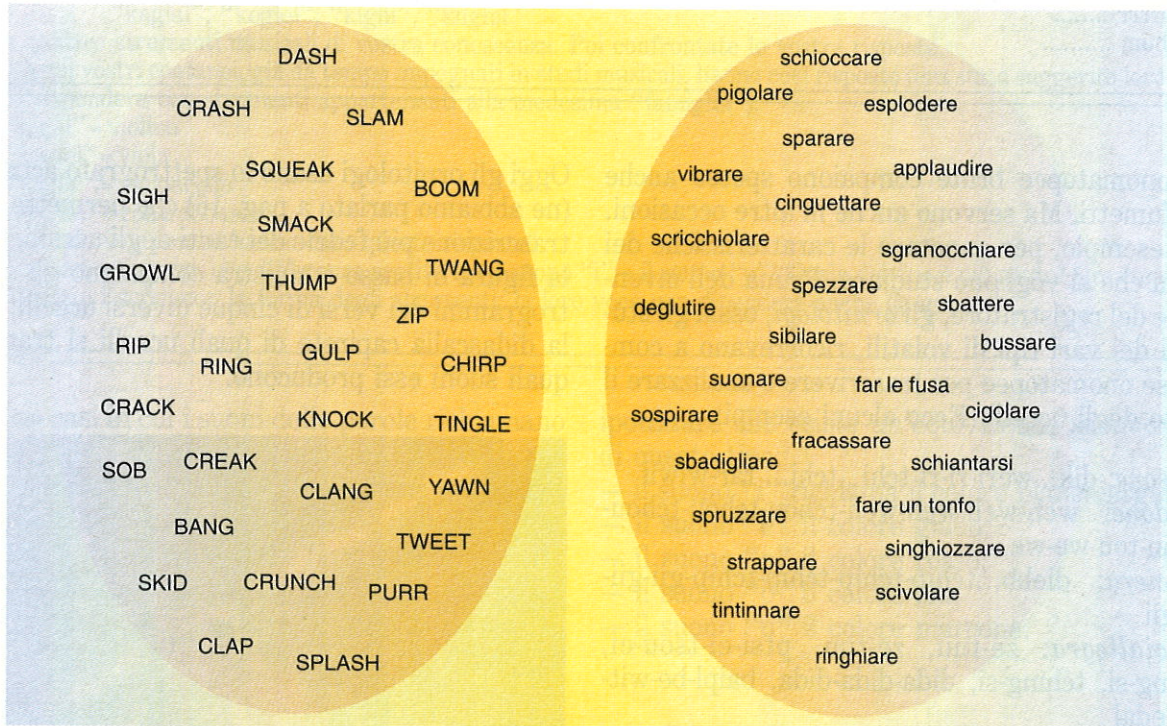 DASH
CRASH
SLAM
SQUEAK
SIGH
BOOM
SMACK
GROWL
THUMP
TWANG
ZIP
RIP
RING
GULP
CHIRP
CRACK
KNOCK
TINGLE
SOB
CREAK
CLANG
YAWN
BANG
TWEET
SKID
CRUNCH
PURR
CLAP
SPLASH
schioccare
pigolare
esplodere
sparare
vibrare
applaudire
cinguettare
scricchiolare
sgranocchiare
spezzare
deglutire
sbattere
sibilare
bussare
suonare
far le fusa
sospirare
cigolare
fracassare
sbadigliare
schiantarsi
spruzzare
fare un tonfo
singhiozzare
strappare
scivolare
tintinnare
ringhiare